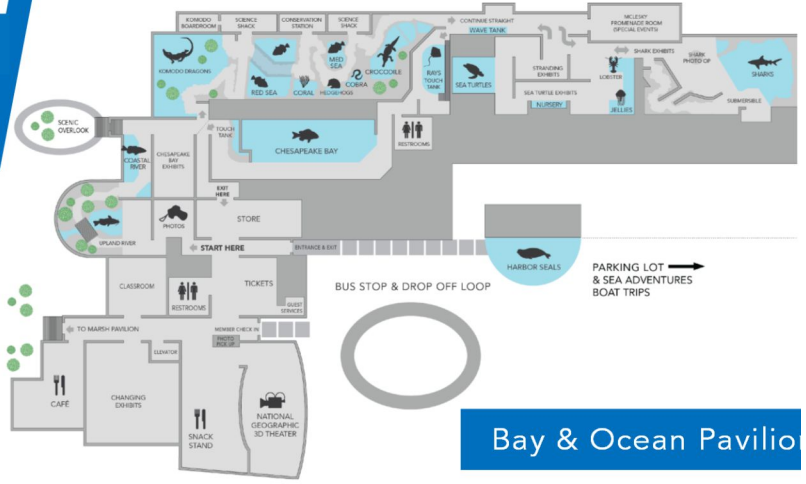 KOMODO
BOARDROOM
SCIENCE
SHACK
CONSERVATION
STATION
SCIENCE
SHACK
CONTINUE STRAIGHT
WAVE TANK
MCLESKY
PROMENADE ROOM
(SPECIAL EVENTS)
SHARK EXHIBITS
SHARK
PHOTO OP
SHARKS
KOMODO DRAGONS
RED SEA
CORAL
MED
SEA
HEDGEHOGS
COBRA
CROCODILE
RAYS
TOUCH
TANK
SEA TURTLES
STRANDING
EXHIBITS
SEA TURTLE EXHIBITS
NURSERY
LOBSTER
JELLIES
SUBMERSIBLE
SCENIC
OVERLOOK
TOUCH
TANK
CHESAPEAKE BAY
RESTROOMS
COASTAL
RIVER
CHESAPEAKE
BAY
EXHIBITS
EXIT
HERE
PHOTOS
STORE
UPLAND RIVER
START HERE
ENTRANCE & EXIT
HARBOR SEALS
PARKING LOT
& SEA ADVENTURES
BOAT TRIPS
CLASSROOM
RESTROOMS
TICKETS
GUEST
SERVICES
BUS STOP & DROP OFF LOOP
TO MARSH PAVILION
MEMBER CHECK IN
PHOTO
PICK UP
ELEVATOR
CAFÉ
CHANGING
EXHIBITS
SNACK
STAND
NATIONAL
GEOGRAPHIC
3D THEATER
Bay & Ocean Pavilion